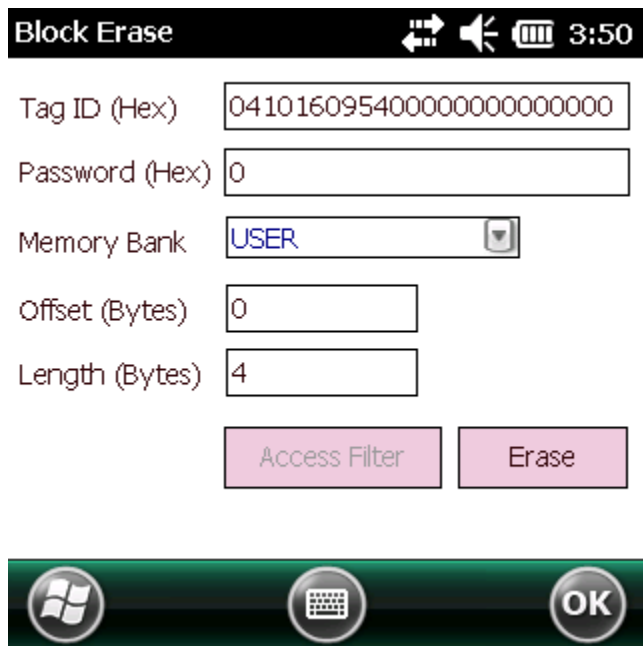 Block Erase 3:50
Tag ID (Hex) 041016095400000000000000
Password (Hex) 0
Memory Bank USER
Offset (Bytes) 0
Length (Bytes) 4
Access Filter Erase
OK